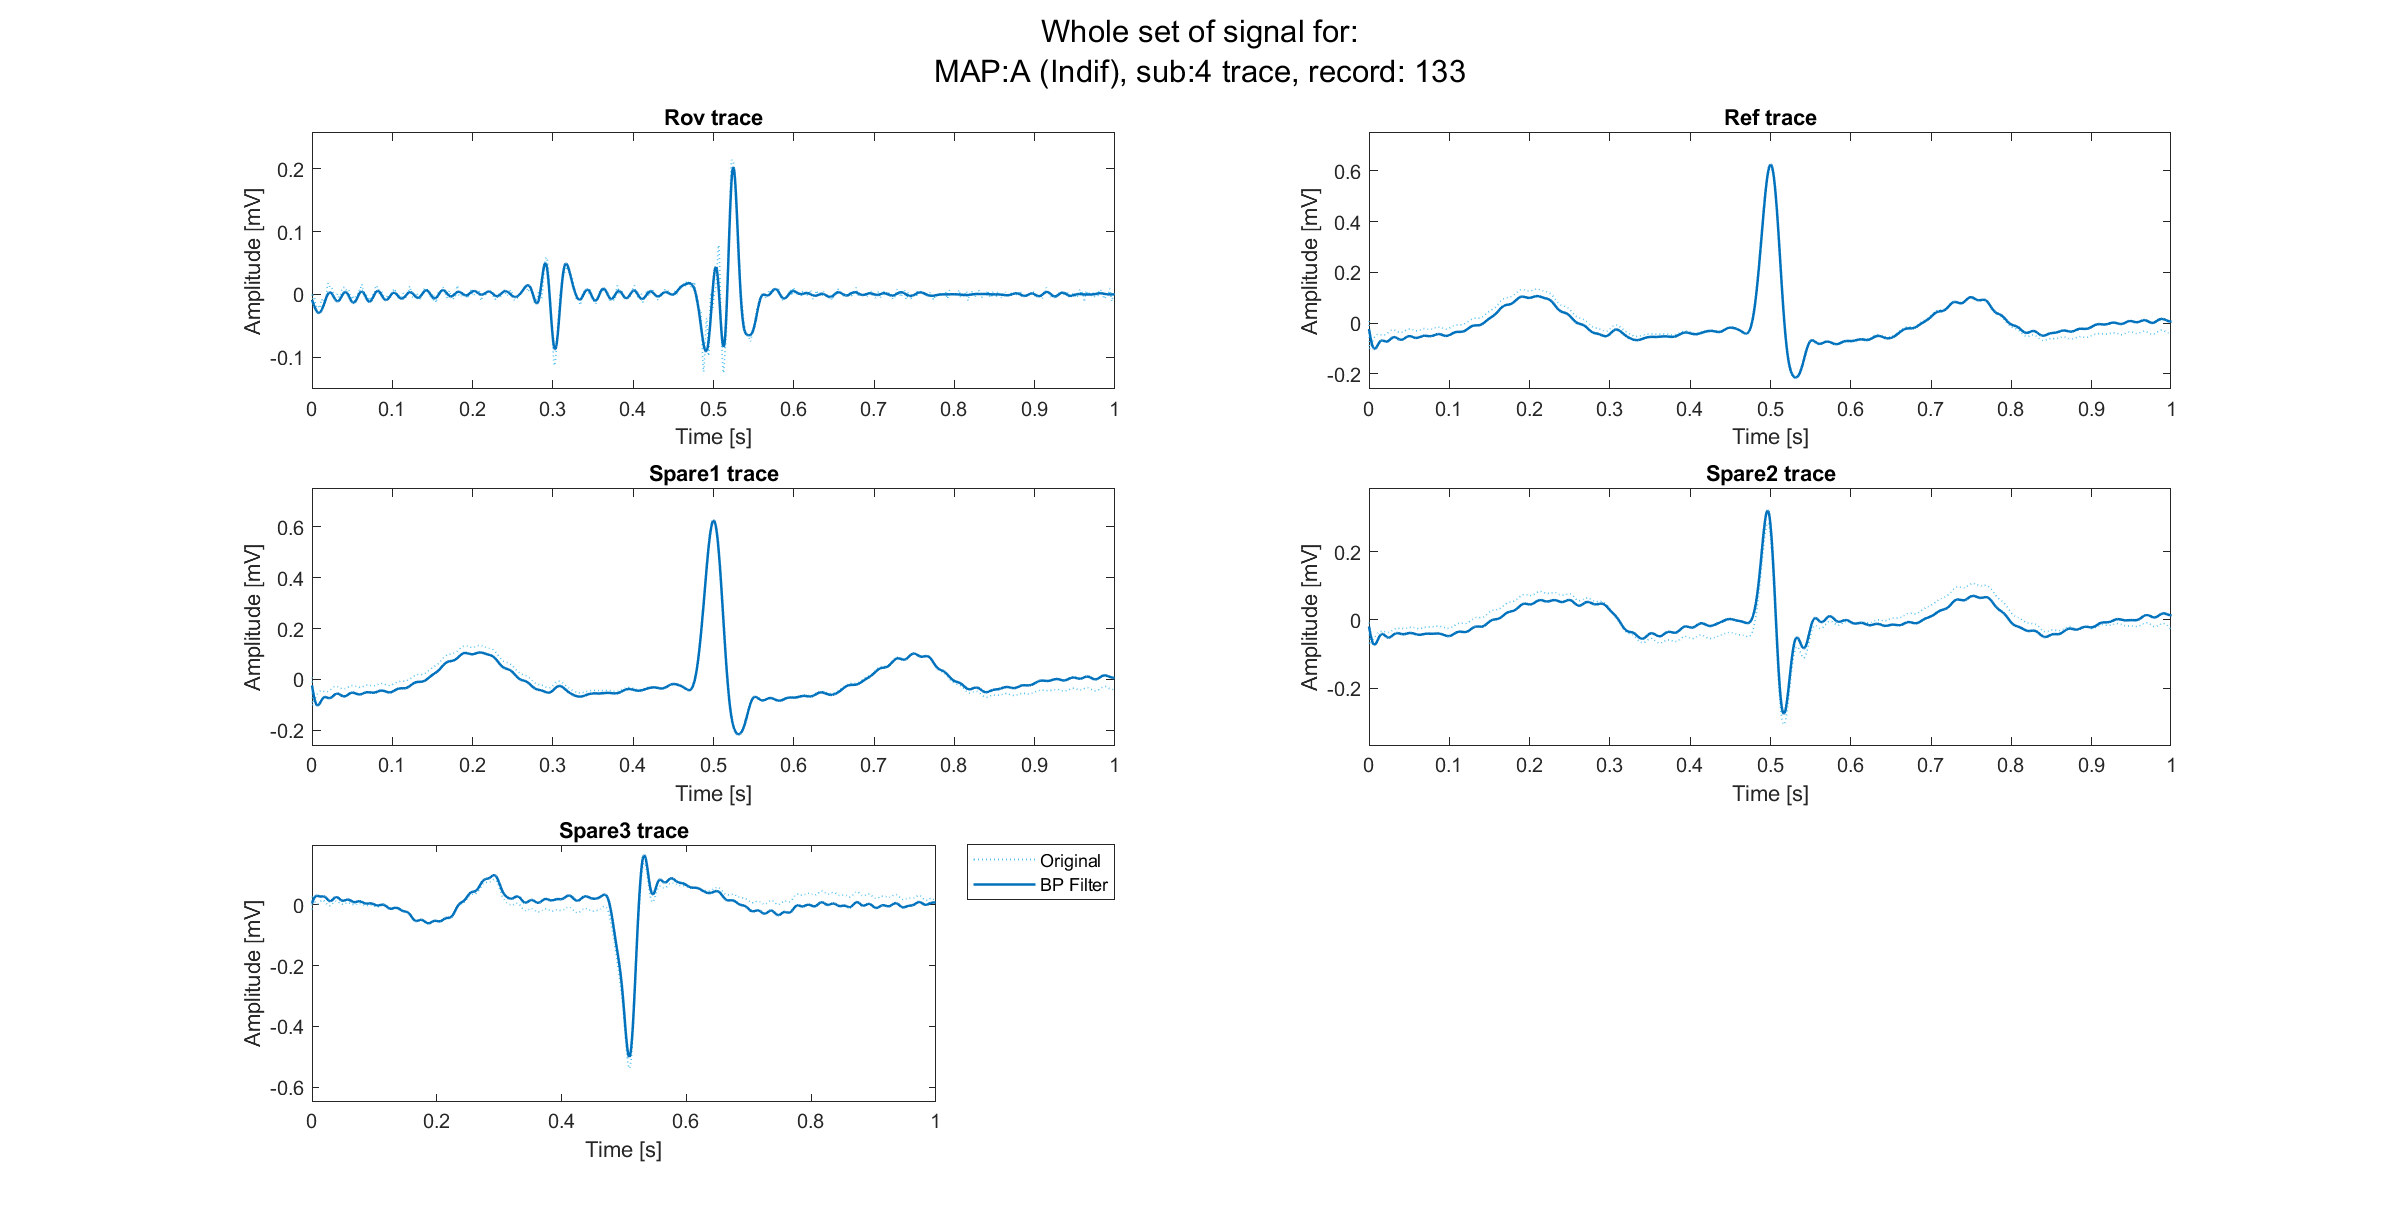 Whole set of signal for:
MAP:A (Indif), sub:4 trace, record: 133
Rov trace
Amplitude [mV]
0.2
0.1
0
-0.1
0 0.1 0.2 0.3 0.4 0.5 0.6 0.7 0.8 0.9 1
Time [s]
Ref trace
Amplitude [mV]
0.6
0.4
0.2
0
-0.2
0 0.1 0.2 0.3 0.4 0.5 0.6 0.7 0.8 0.9 1
Time [s]
Spare1 trace
Amplitude [mV]
0.6
0.4
0.2
0
-0.2
0 0.1 0.2 0.3 0.4 0.5 0.6 0.7 0.8 0.9 1
Time [s]
Spare2 trace
Amplitude [mV]
0.2
0
-0.2
0 0.1 0.2 0.3 0.4 0.5 0.6 0.7 0.8 0.9 1
Time [s]
Spare3 trace
Amplitude [mV]
0
-0.2
-0.4
-0.6
0 0.2 0.4 0.6 0.8 1
Time [s]
Original
BP Filter